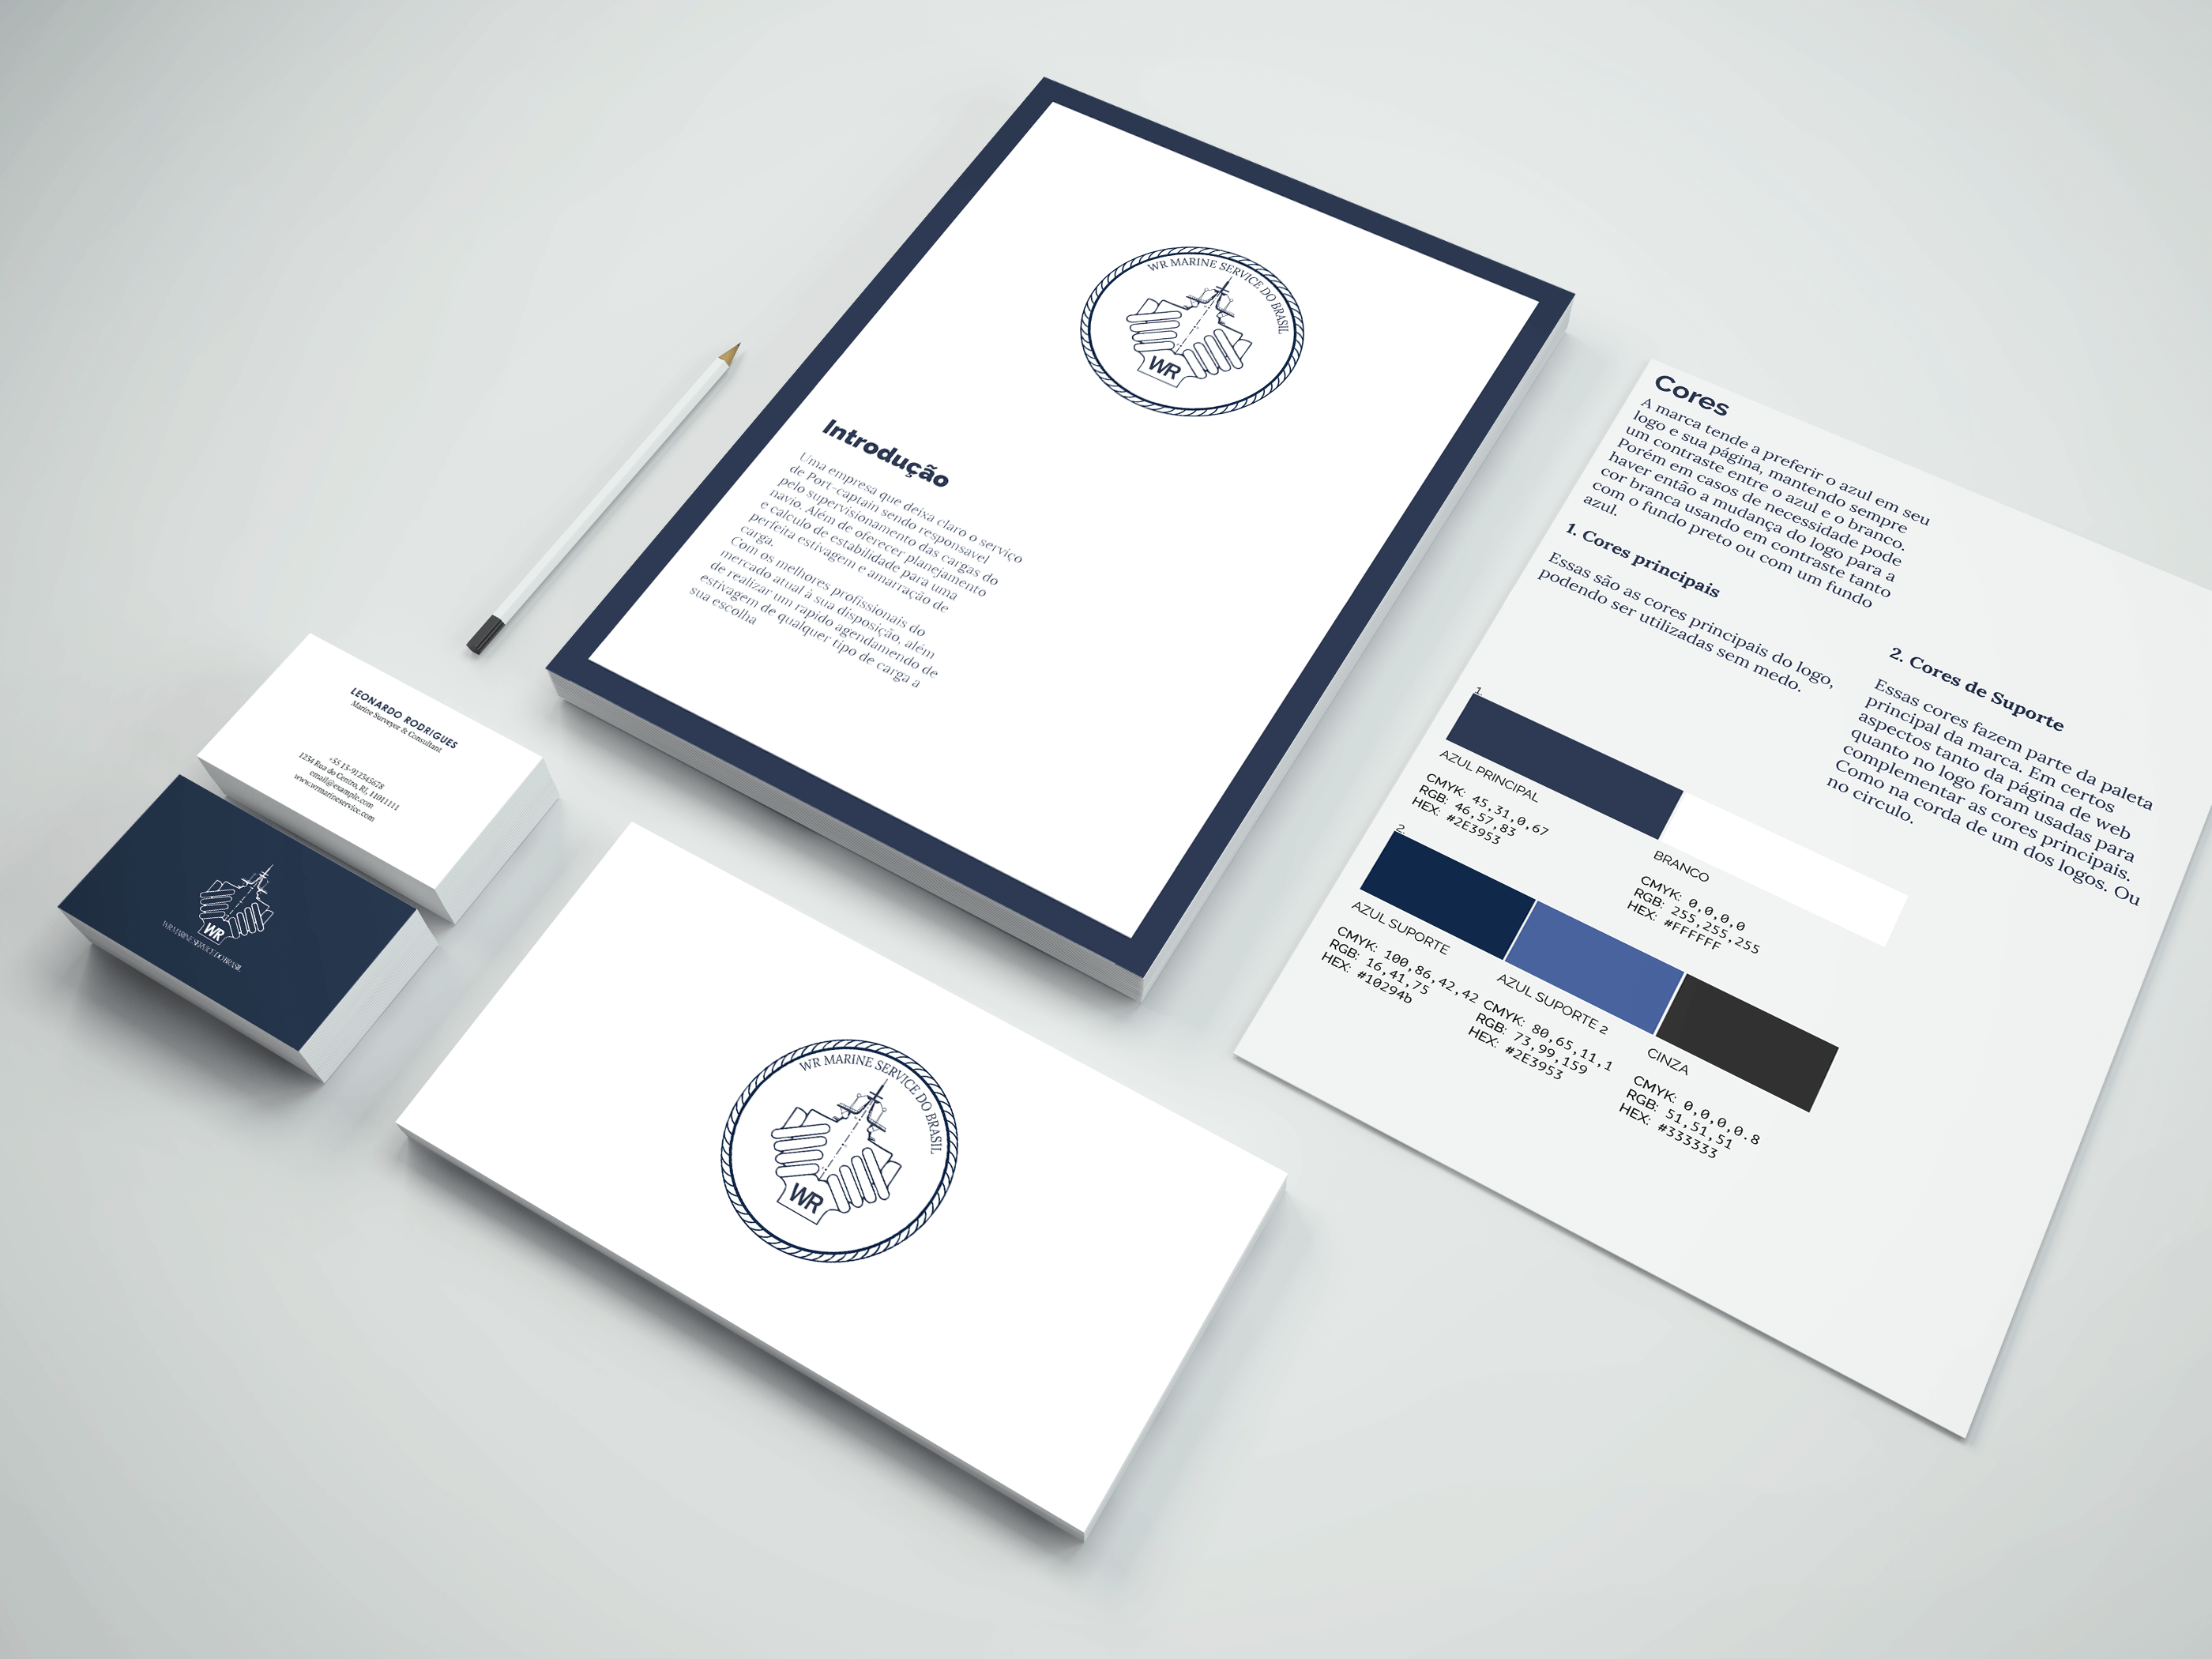 WR MARINE SERVICE DO BRASIL
WR
Introdução
Uma empresa que deixa claro o serviço
de Port-captain sendo responsavel
pelo supervisionamento das cargas do
navio. Além de oferecer planejamento
e calculo de estabilidade para uma
perfeita estivagem e amarração de
carga.
Com os melhores profissionais do
mercado atual à sua disposição, além
de realizar um rapido agendamento de
estivagem de qualquer tipo de carga a
sua escolha
LEONARDO RODRIGUES
Marine Surveyor & Consultant
+55 13-912345678
1234 Rua do Centro, RJ, 11011111
email@example.com
www.wrmarineservice.com
WR
WR MARINE SERVICE DO BRASIL
WR MARINE SERVICE DO BRASIL
WR
Cores
A marca tende a preferir o azul em seu
logo e sua página, mantendo sempre
um contraste entre o azul e o branco.
Porém em casos de necessidade pode
haver então a mudança do logo para a
cor branca usando em contraste tanto
com o fundo preto ou com um fundo
azul.
1. Cores principais
Essas são as cores principais do logo,
podendo ser utilizadas sem medo.
2. Cores de Suporte
Essas cores fazem parte da paleta
principal da marca. Em certos
aspectos tanto da página de web
quanto no logo foram usadas para
complementar as cores principais.
Como na corda de um dos logos. Ou
no circulo.
1.
AZUL PRINCIPAL
CMYK: 45,31,0,67
RGB: 46,57,83
HEX: #2E3953
BRANCO
CMYK: 0,0,0,0
RGB: 255,255,255
HEX: #FFFFFF
2.
AZUL SUPORTE
CMYK: 100,86,42,42
RGB: 16,41,75
HEX: #10294b
AZUL SUPORTE 2
CMYK: 80,65,11,1
RGB: 73,99,159
HEX: #2E3953
CINZA
CMYK: 0,0,0,0.8
RGB: 51,51,51
HEX: #333333